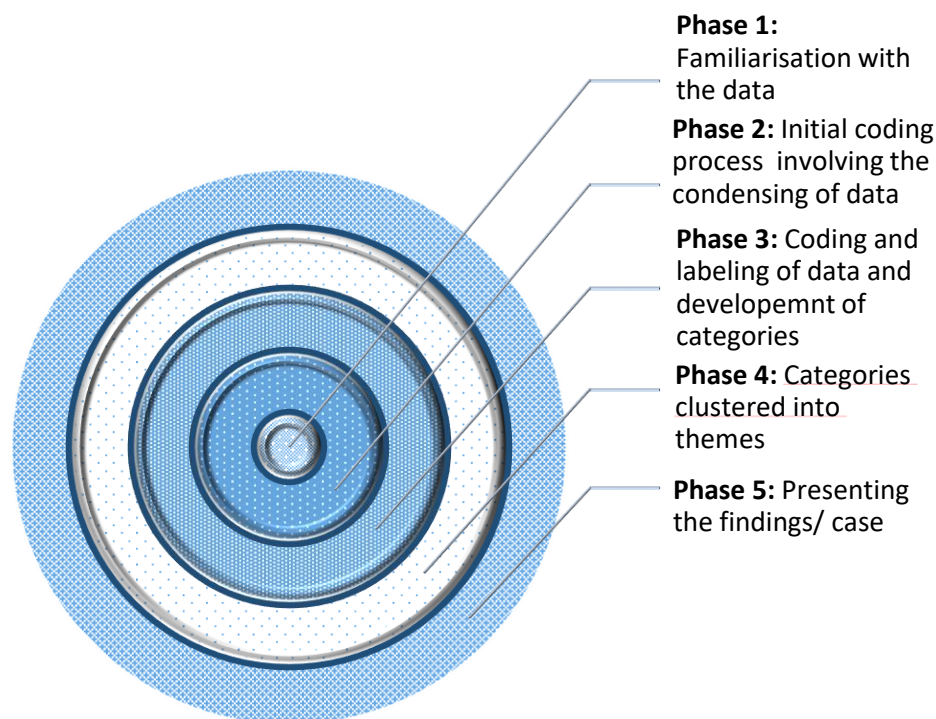 Phase 1:
Familiarisation with
the data
Phase 2: Initial coding
process  involving the
condensing of data
Phase 3: Coding and
labeling of data and
developemnt of
categories
Phase 4: Categories
clustered into
themes
Phase 5: Presenting
the findings/ case